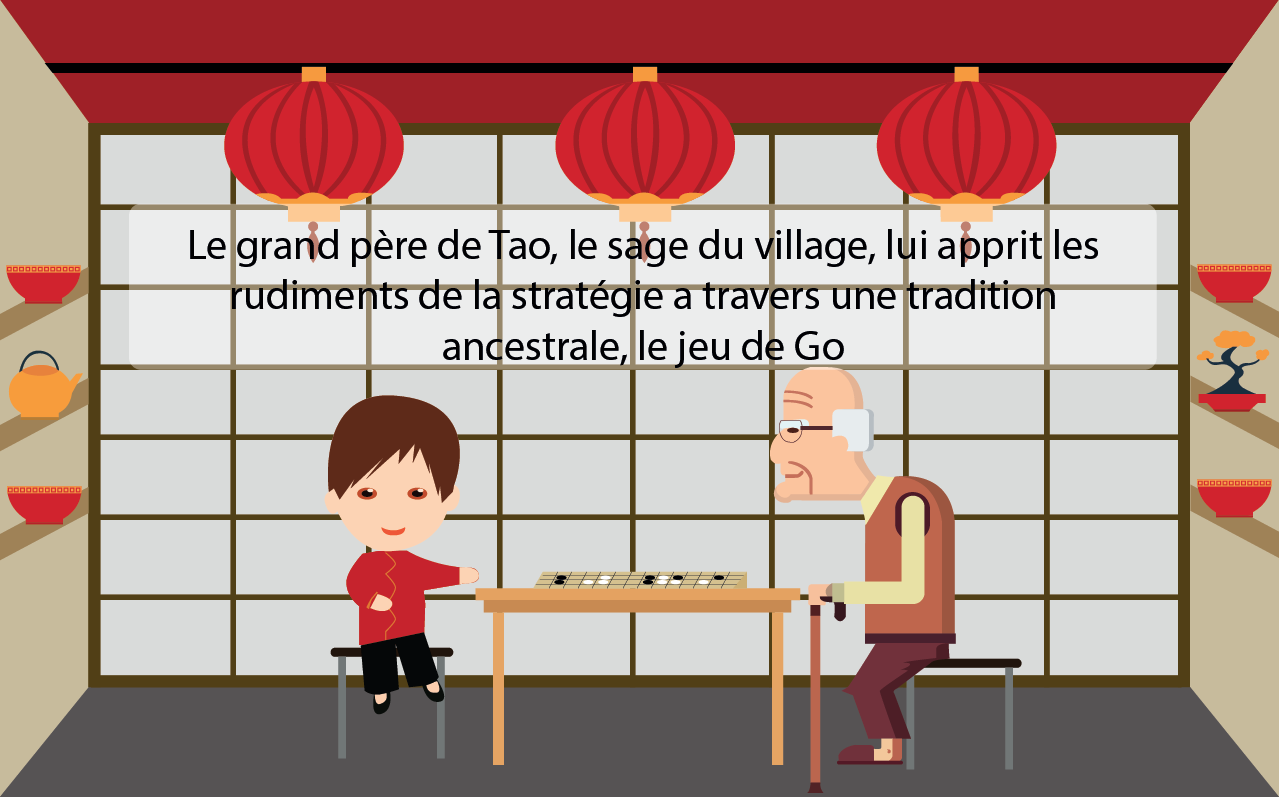 Le grand père de Tao, le sage du village, lui apprit les
rudiments de la stratégie a travers une tradition
ancestrale, le jeu de Go